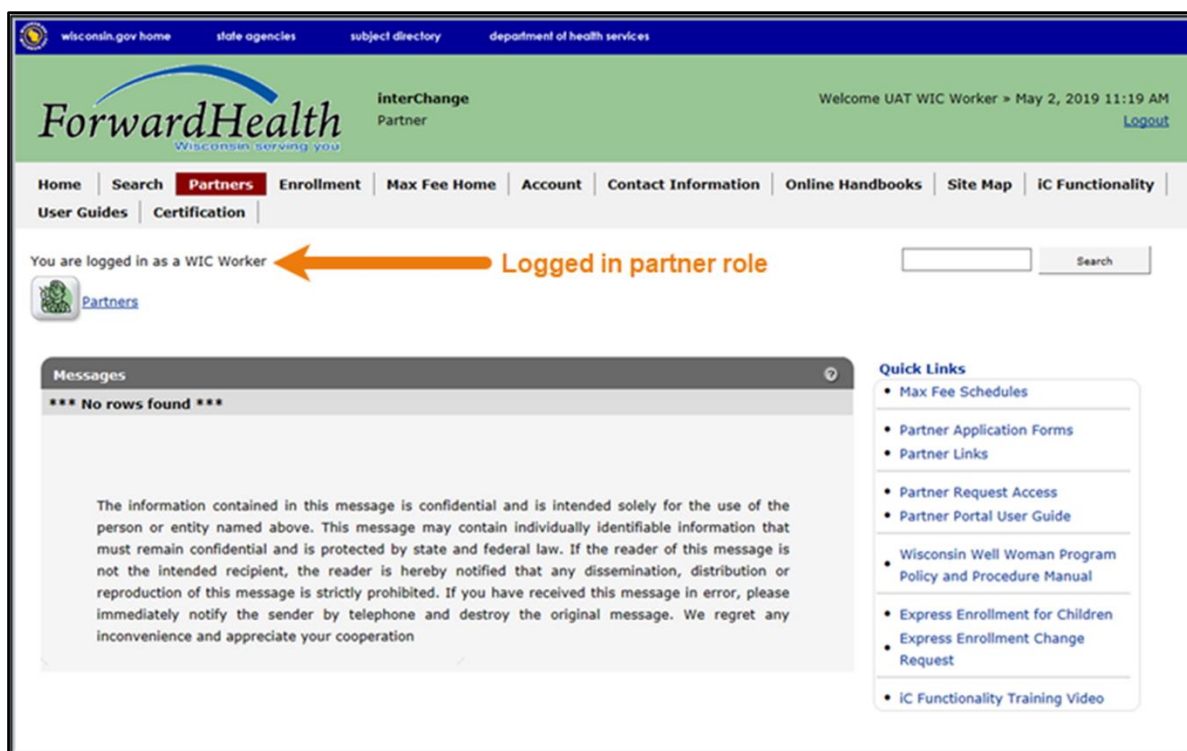 wisconsin.gov home state agencies subject directory department of health services
ForwardHealth
Wisconsin serving you
interChange
Partner
Welcome UAT WIC Worker » May 2, 2019 11:19 AM
Logout
Home Search Partners Enrollment Max Fee Home Account Contact Information Online Handbooks Site Map iC Functionality
User Guides Certification
You are logged in as a WIC Worker
Logged in partner role
Search
Partners
Messages ?
*** No rows found ***
The information contained in this message is confidential and is intended solely for the use of the
person or entity named above. This message may contain individually identifiable information that
must remain confidential and is protected by state and federal law. If the reader of this message is
not the intended recipient, the reader is hereby notified that any dissemination, distribution or
reproduction of this message is strictly prohibited. If you have received this message in error, please
immediately notify the sender by telephone and destroy the original message. We regret any
inconvenience and appreciate your cooperation
Quick Links
• Max Fee Schedules
• Partner Application Forms
• Partner Links
• Partner Request Access
• Partner Portal User Guide
• Wisconsin Well Woman Program
Policy and Procedure Manual
• Express Enrollment for Children
• Express Enrollment Change
Request
• iC Functionality Training Video